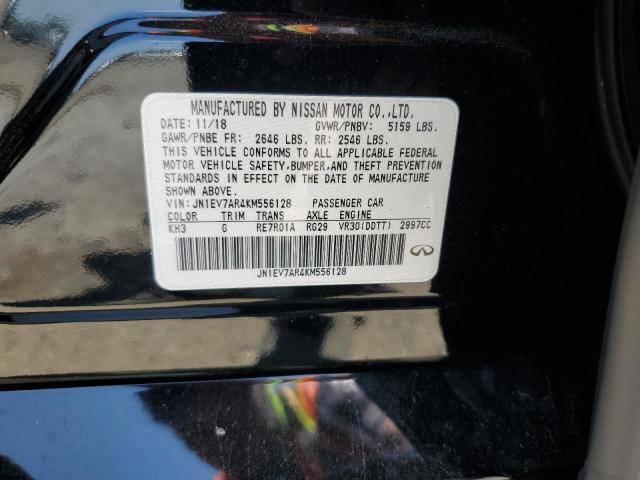 MANUFACTURED BY NISSAN MOTOR CO.,LTD.
DATE: 11/18 GVWR/PNBV: 5159 LBS.
GAWR/PNBE FR: 2646 LBS. RR: 2546 LBS.
THIS VEHICLE CONFORMS TO ALL APPLICABLE FEDERAL
MOTOR VEHICLE SAFETY,BUMPER,AND THEFT PREVENTION
STANDARDS IN EFFECT ON THE DATE OF MANUFACTURE
SHOWN ABOVE.
VIN: JN1EV7AR4KM556128 PASSENGER CAR
COLOR TRIM TRANS AXLE ENGINE
KH3 G RE7R01A RG29 VR30(DDTT) 2997CC
JN1EV7AR4KM556128